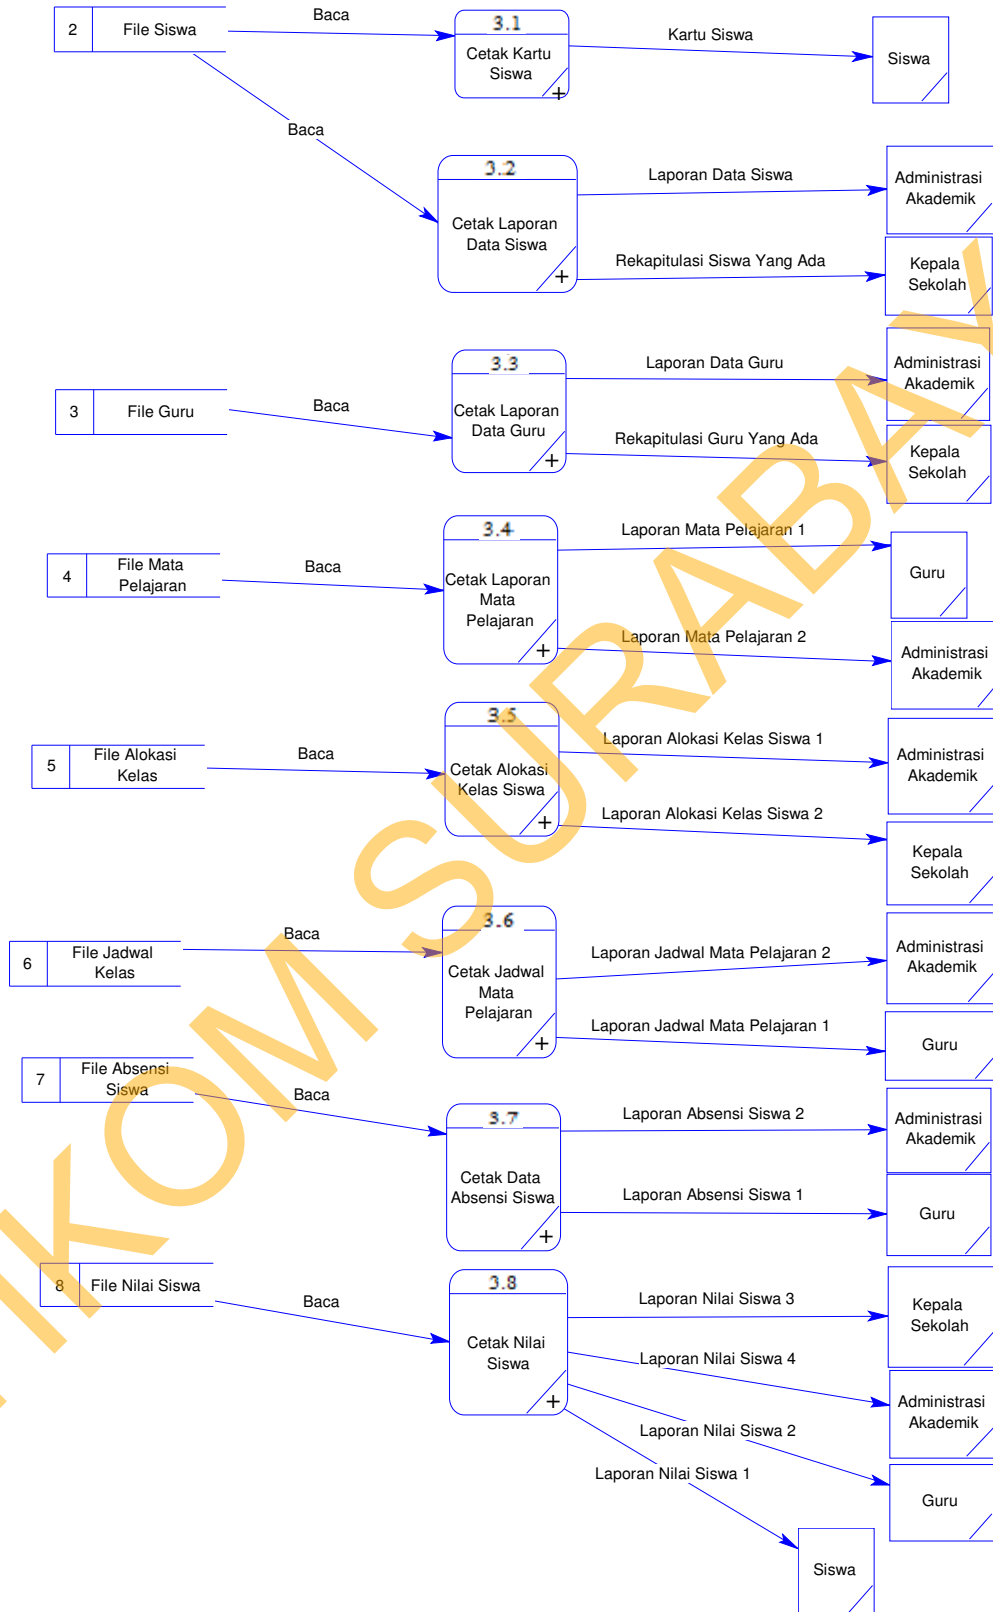 2
File Siswa
Baca
3.1
Cetak Kartu
Siswa
Kartu Siswa
Siswa
Baca
3.2
Cetak Laporan
Data Siswa
Laporan Data Siswa
Administrasi
Akademik
Rekapitulasi Siswa Yang Ada
Kepala
Sekolah
3
File Guru
Baca
3.3
Cetak Laporan
Data Guru
Laporan Data Guru
Administrasi
Akademik
Rekapitulasi Guru Yang Ada
Kepala
Sekolah
4
File Mata
Pelajaran
Baca
3.4
Cetak Laporan
Mata
Pelajaran
Laporan Mata Pelajaran 1
Guru
Laporan Mata Pelajaran 2
Administrasi
Akademik
5
File Alokasi
Kelas
Baca
3.5
Cetak Alokasi
Kelas Siswa
Laporan Alokasi Kelas Siswa 1
Administrasi
Akademik
Laporan Alokasi Kelas Siswa 2
Kepala
Sekolah
6
File Jadwal
Kelas
Baca
3.6
Cetak Jadwal
Mata
Pelajaran
Laporan Jadwal Mata Pelajaran 2
Administrasi
Akademik
Laporan Jadwal Mata Pelajaran 1
Guru
7
File Absensi
Siswa
Baca
3.7
Cetak Data
Absensi Siswa
Laporan Absensi Siswa 2
Administrasi
Akademik
Laporan Absensi Siswa 1
Guru
8
File Nilai Siswa
Baca
3.8
Cetak Nilai
Siswa
Laporan Nilai Siswa 3
Kepala
Sekolah
Laporan Nilai Siswa 4
Administrasi
Akademik
Laporan Nilai Siswa 2
Guru
Laporan Nilai Siswa 1
Siswa
IKOM SURABAY